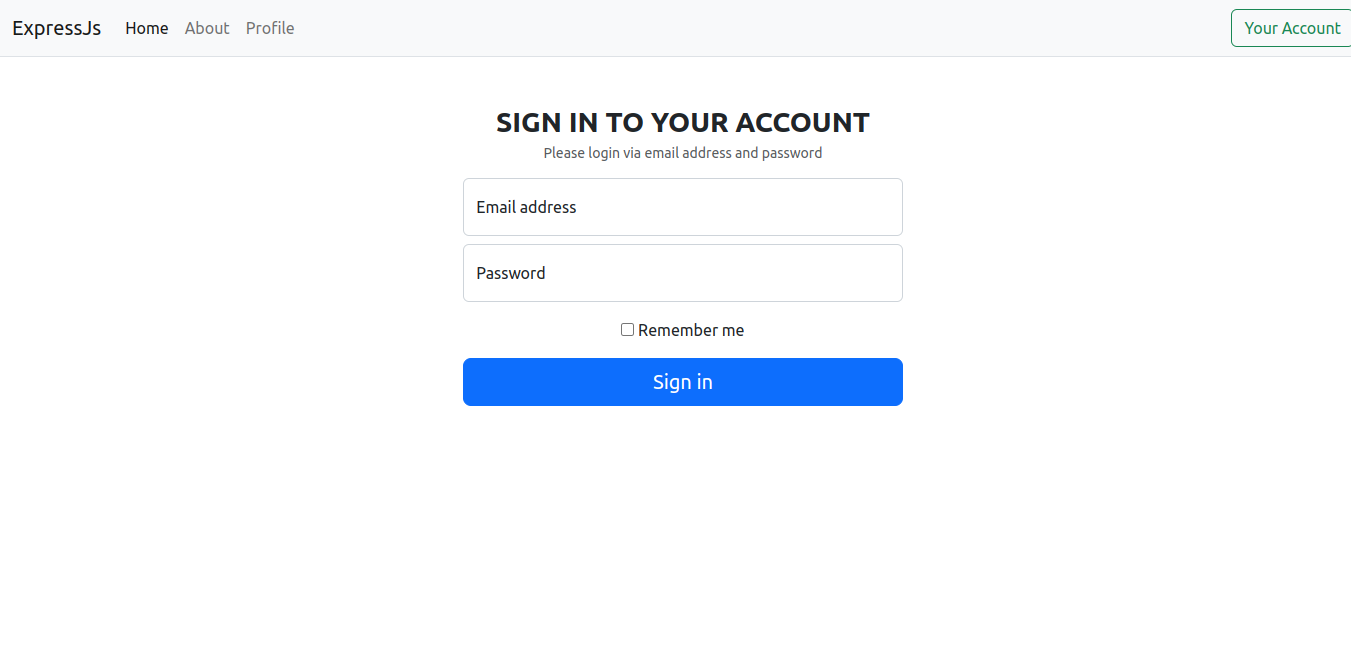 ExpressJs Home About Profile Your Account
SIGN IN TO YOUR ACCOUNT
Please login via email address and password
Email address
Password
Remember me
Sign in